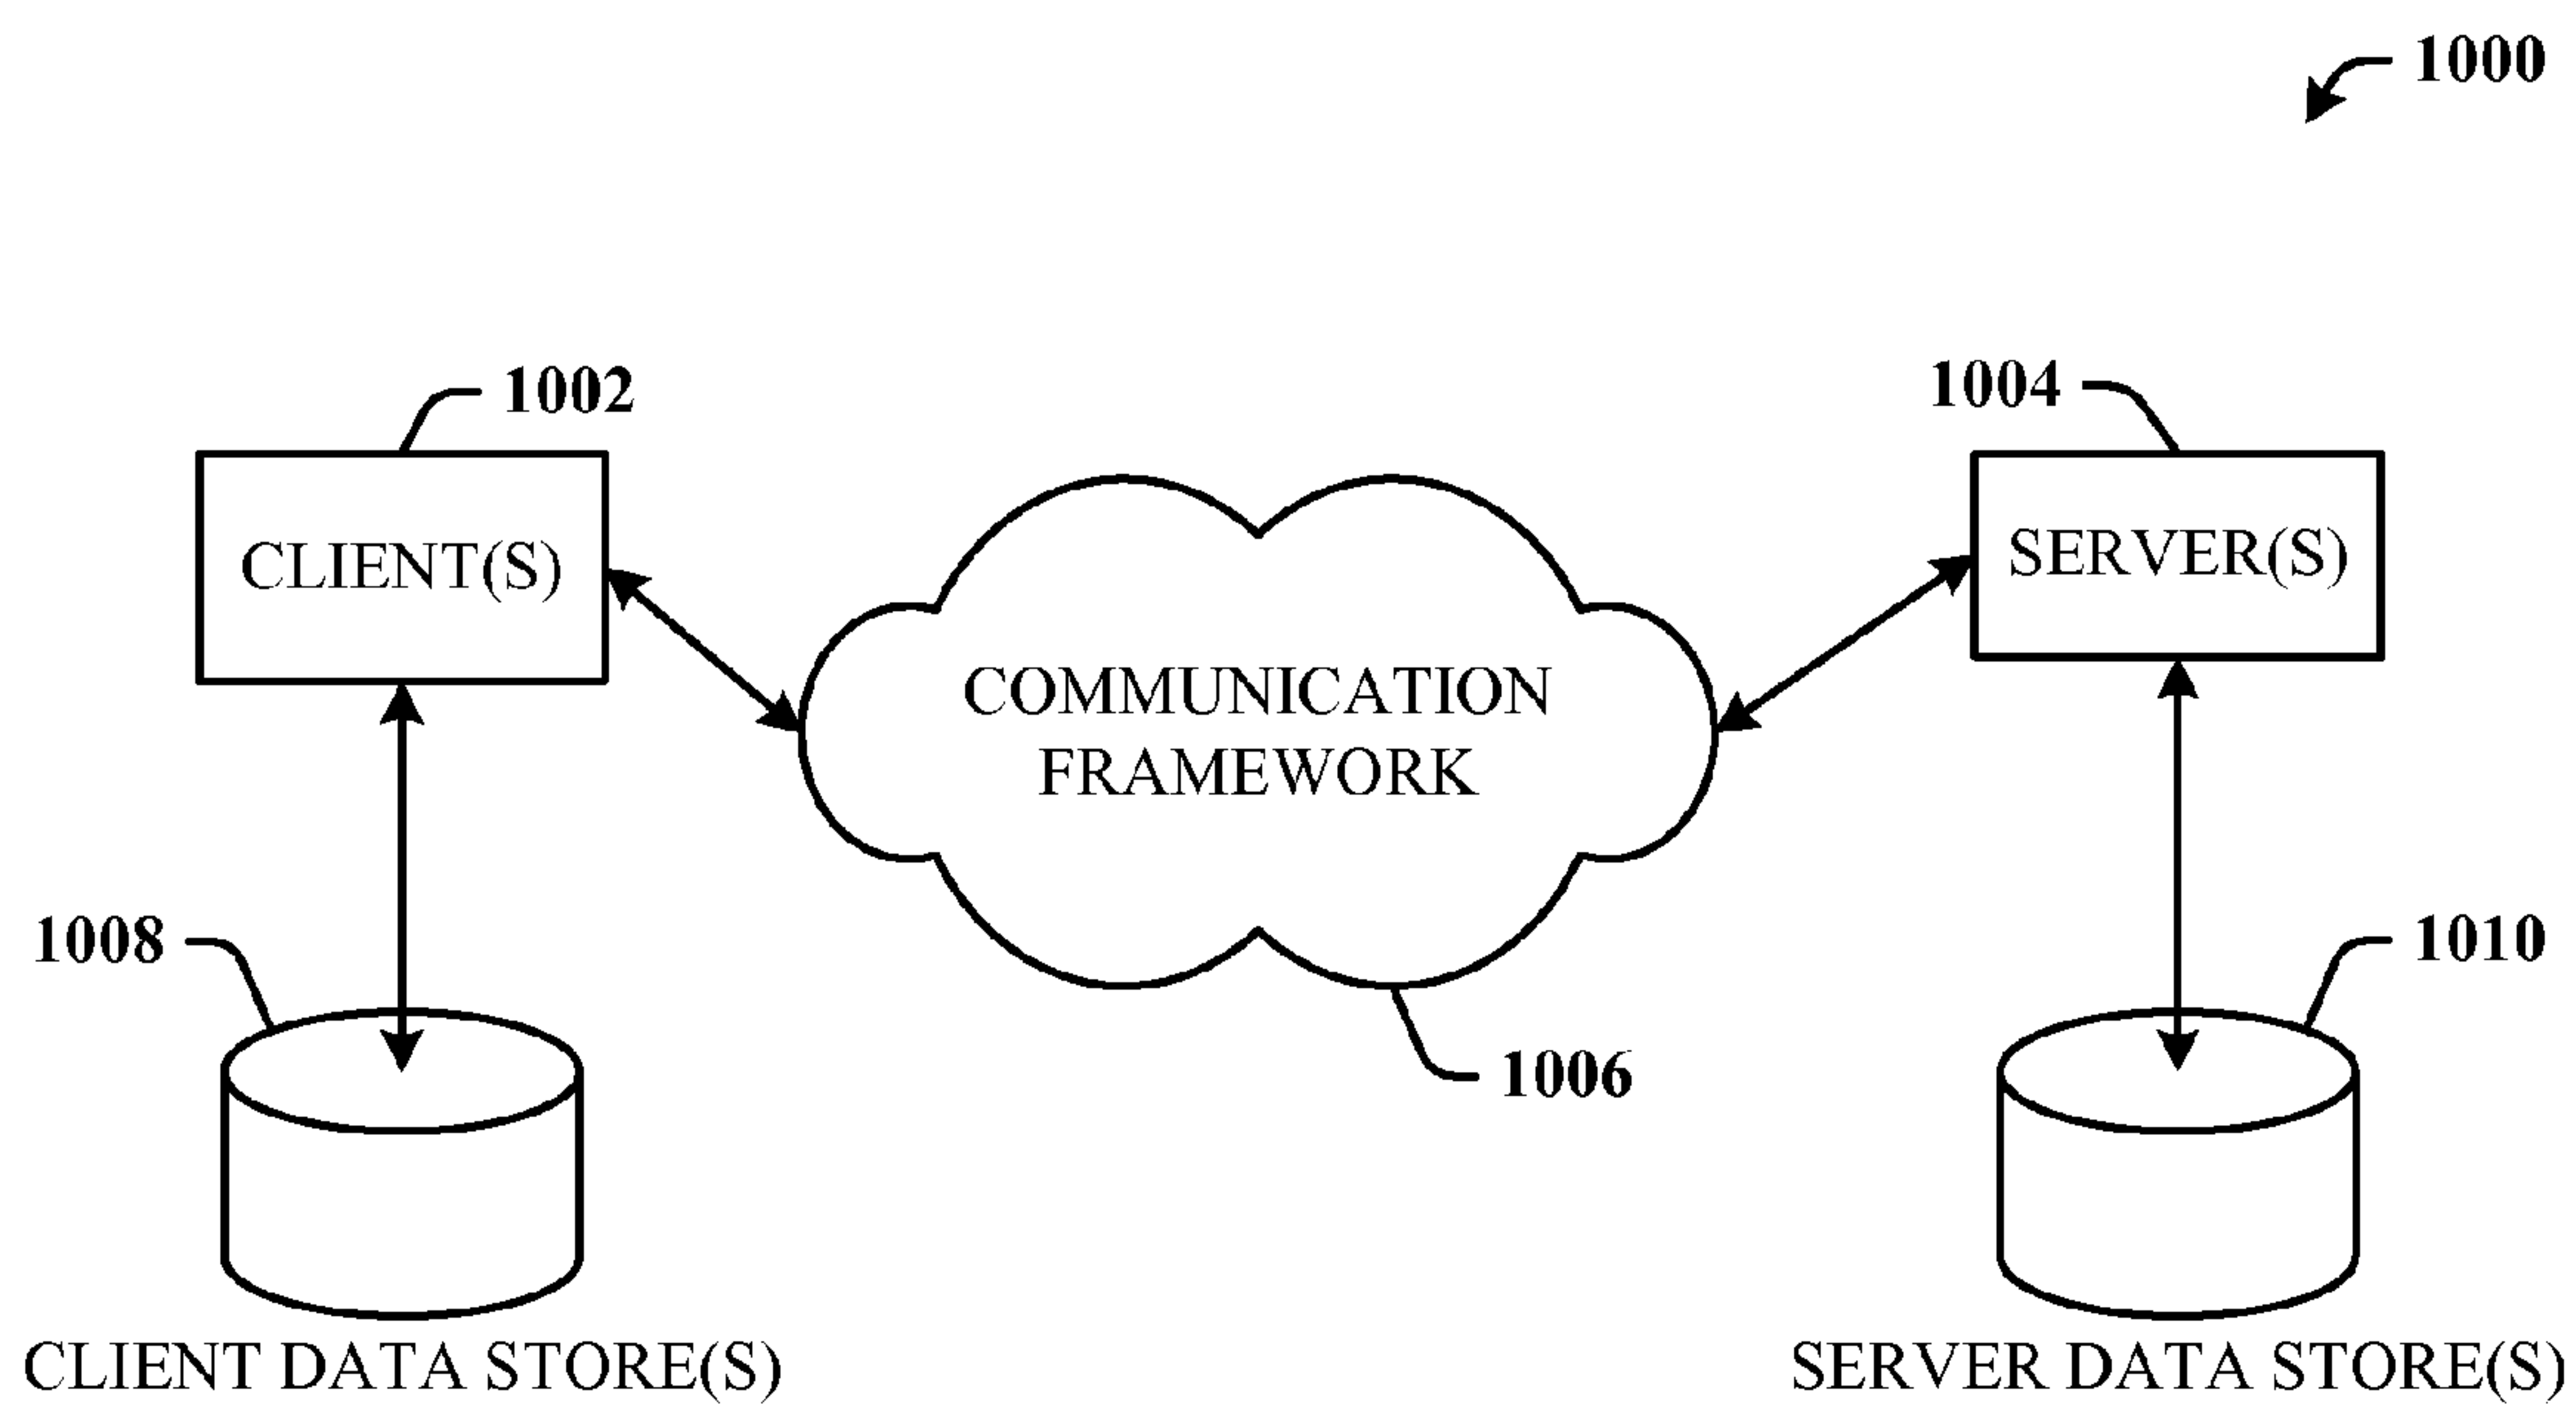 1000
1002
1004
CLIENT(S)
SERVER(S)
COMMUNICATION
FRAMEWORK
1008
1010
1006
CLIENT DATA STORE(S)
SERVER DATA STORE(S)